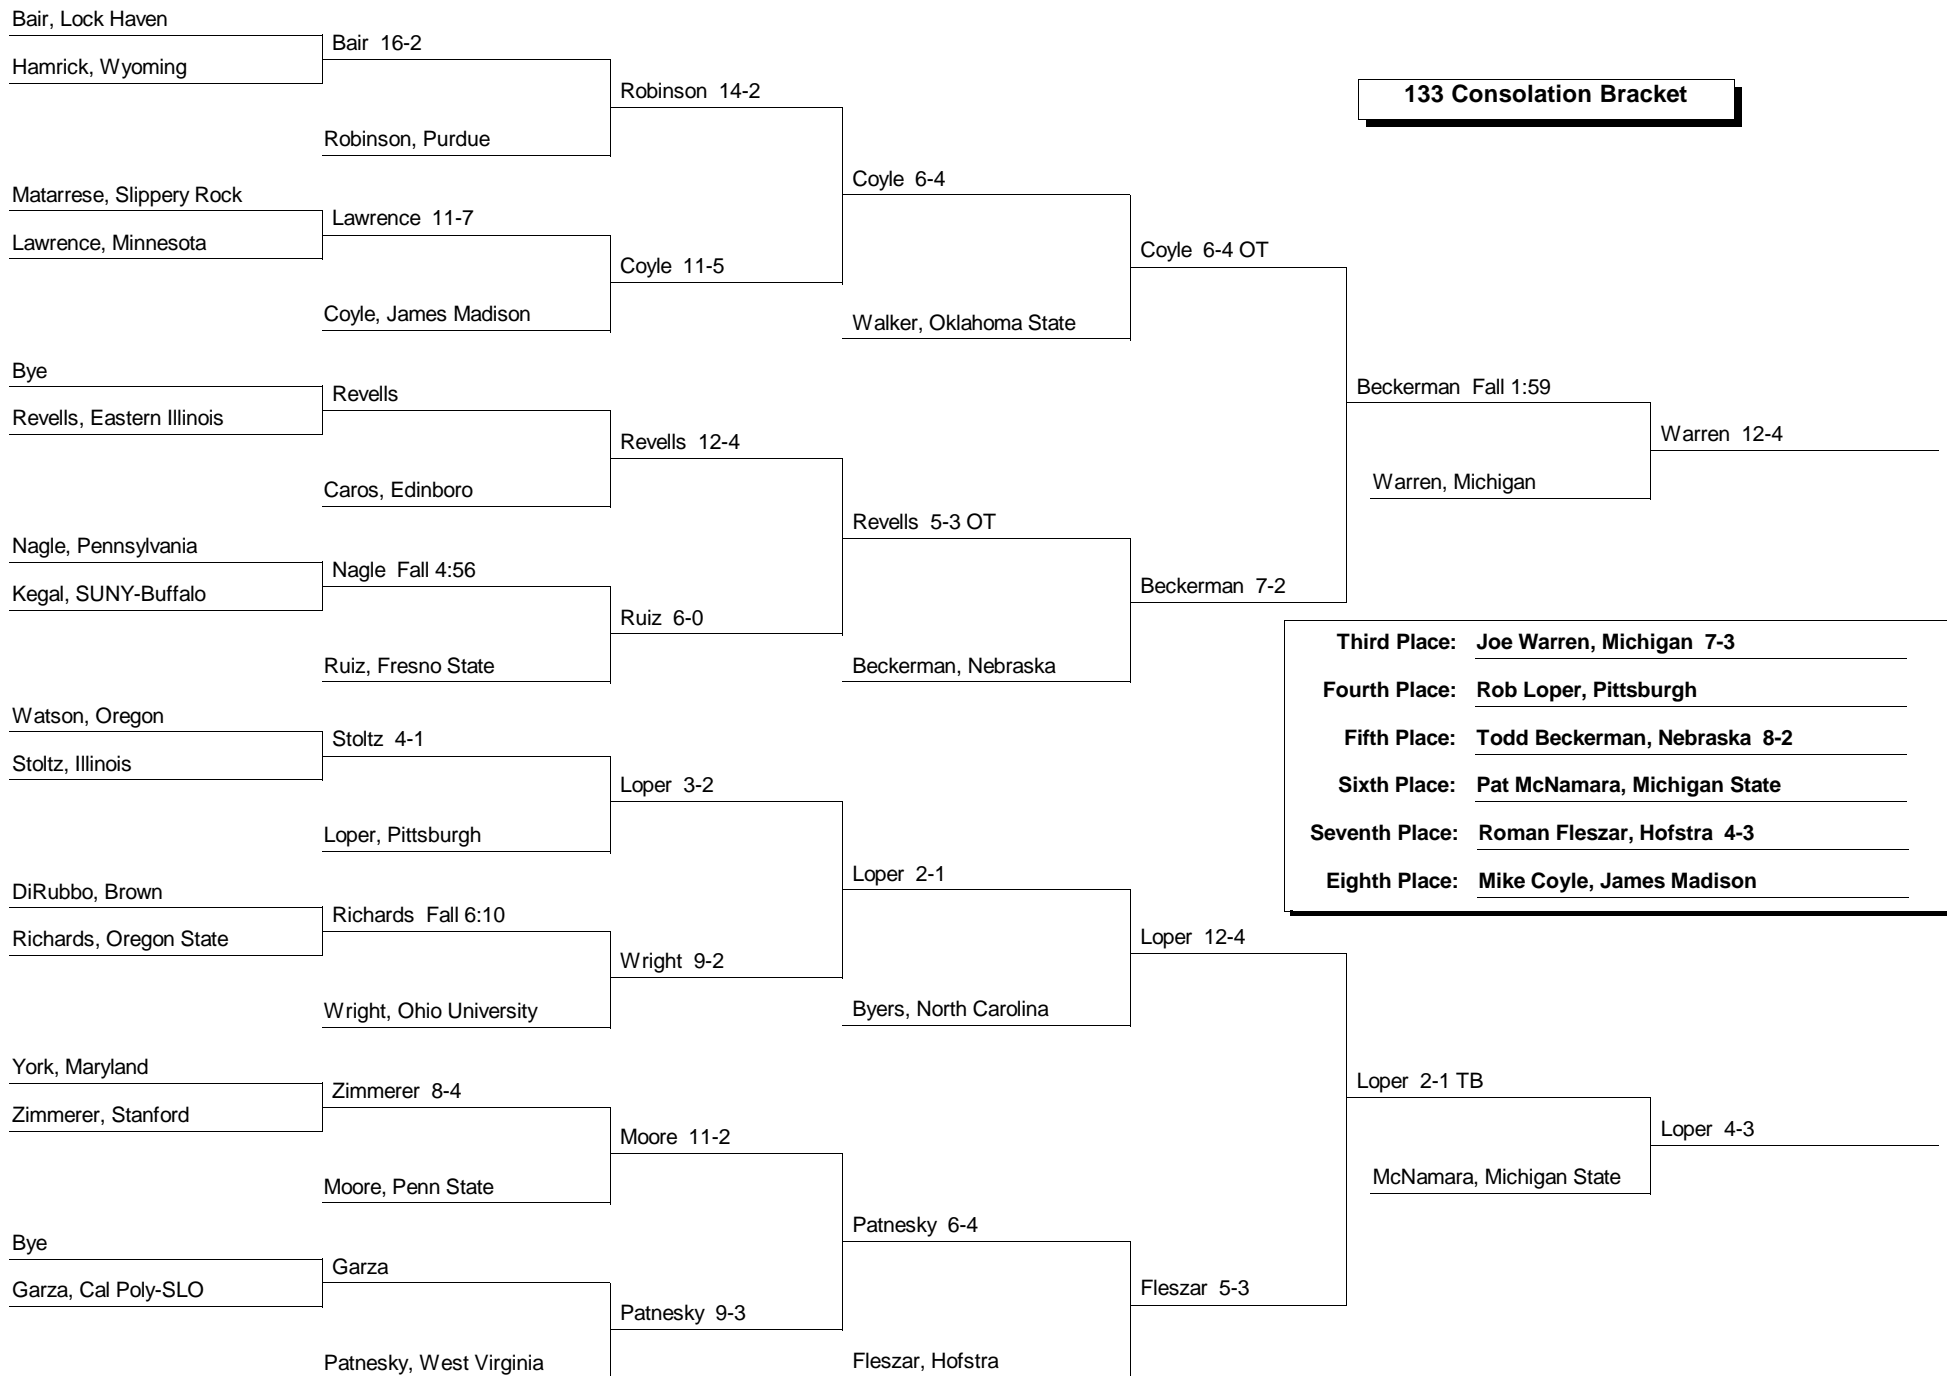 Bair, Lock Haven
Hamrick, Wyoming
Bair 16-2
Robinson, Purdue
Robinson 14-2
133 Consolation Bracket
Matarrese, Slippery Rock
Lawrence, Minnesota
Lawrence 11-7
Coyle, James Madison
Coyle 11-5
Coyle 6-4
Walker, Oklahoma State
Coyle 6-4 OT
Bye
Revells, Eastern Illinois
Revells
Caros, Edinboro
Revells 12-4
Nagle, Pennsylvania
Kegal, SUNY-Buffalo
Nagle Fall 4:56
Ruiz, Fresno State
Ruiz 6-0
Revells 5-3 OT
Beckerman, Nebraska
Beckerman 7-2
Beckerman Fall 1:59
Warren, Michigan
Warren 12-4
Third Place: Joe Warren, Michigan 7-3
Fourth Place: Rob Loper, Pittsburgh
Fifth Place: Todd Beckerman, Nebraska 8-2
Sixth Place: Pat McNamara, Michigan State
Seventh Place: Roman Fleszar, Hofstra 4-3
Eighth Place: Mike Coyle, James Madison
Watson, Oregon
Stoltz, Illinois
Stoltz 4-1
Loper, Pittsburgh
Loper 3-2
DiRubbo, Brown
Richards, Oregon State
Richards Fall 6:10
Wright, Ohio University
Wright 9-2
Loper 2-1
Byers, North Carolina
Loper 12-4
York, Maryland
Zimmerer, Stanford
Zimmerer 8-4
Moore, Penn State
Moore 11-2
Bye
Garza, Cal Poly-SLO
Garza
Patnesky, West Virginia
Patnesky 9-3
Patnesky 6-4
Fleszar, Hofstra
Fleszar 5-3
Loper 2-1 TB
McNamara, Michigan State
Loper 4-3